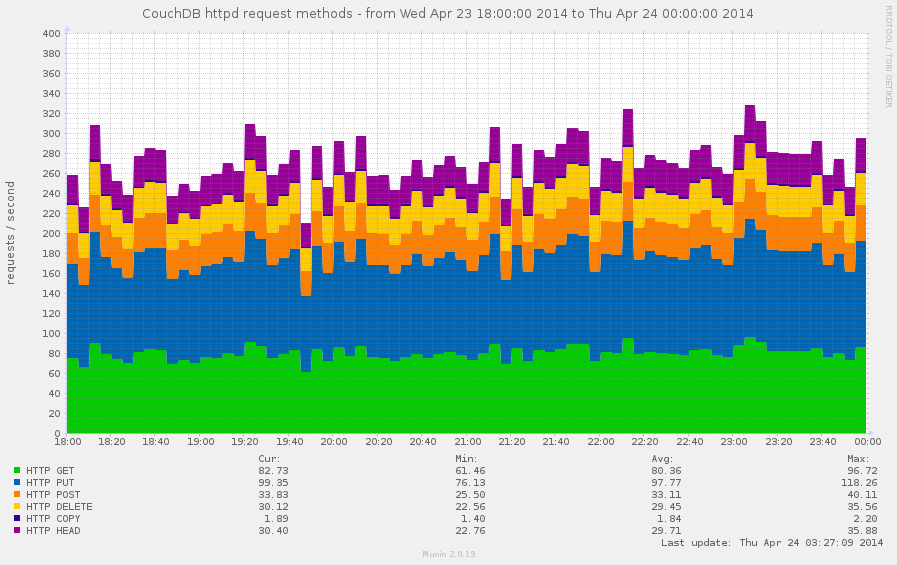 CouchDB httpd request methods - from Wed Apr 23 18:00:00 2014 to Thu Apr 24 00:00:00 2014
RRDTOOL / TOBI OETIKER
requests / second
400
380
360
340
320
300
280
260
240
220
200
180
160
140
120
100
80
60
40
20
0
18:00 18:20 18:40 19:00 19:20 19:40 20:00 20:20 20:40 21:00 21:20 21:40 22:00 22:20 22:40 23:00 23:20 23:40 00:00
Cur: Min: Avg: Max:
HTTP GET 82.73 61.46 80.36 96.72
HTTP PUT 99.35 76.13 97.77 118.26
HTTP POST 33.83 25.50 33.11 40.11
HTTP DELETE 30.12 22.56 29.45 35.56
HTTP COPY 1.89 1.40 1.84 2.20
HTTP HEAD 30.40 22.76 29.71 35.88
Last update: Thu Apr 24 03:27:09 2014
Munin 2.0.19